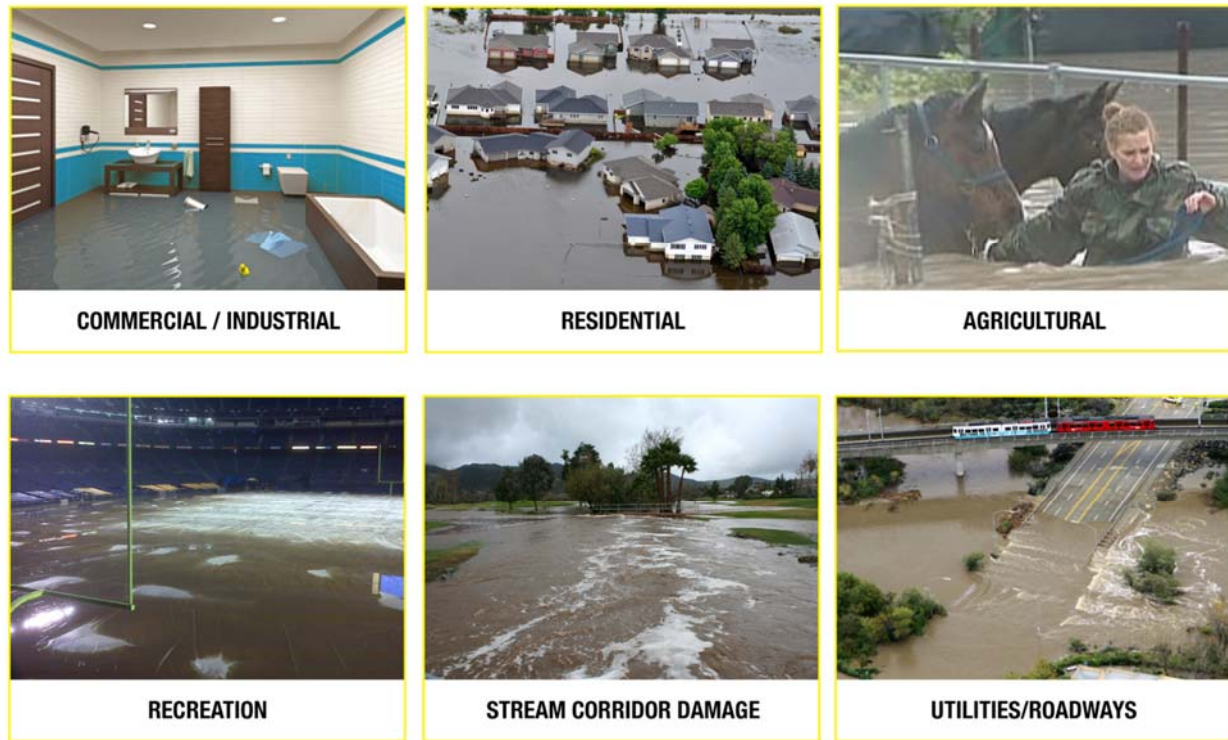 COMMERCIAL / INDUSTRIAL
RESIDENTIAL
AGRICULTURAL
RECREATION
STREAM CORRIDOR DAMAGE
UTILITIES/ROADWAYS